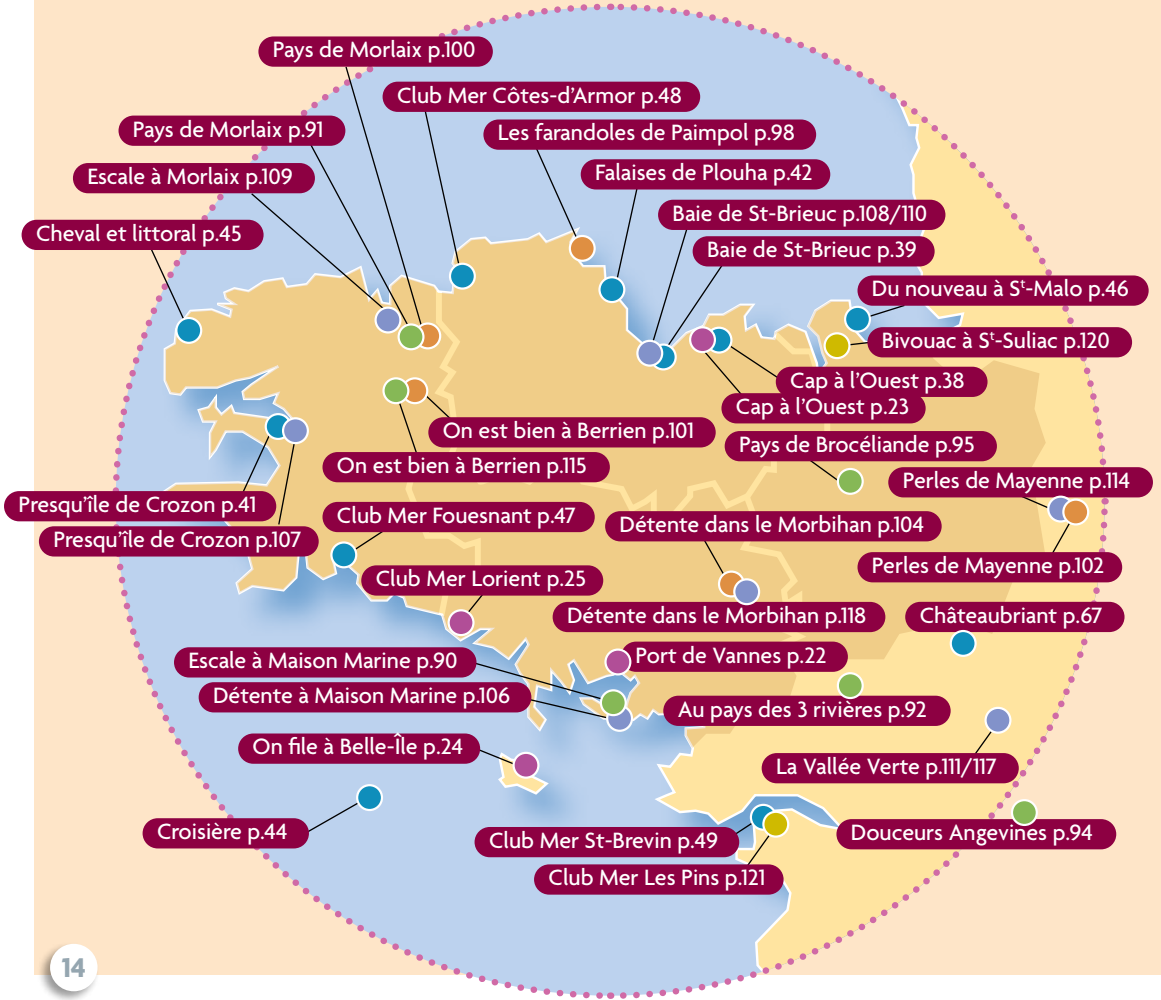 Pays de Morlaix p.100
Club Mer Côtes-d'Armor p.48
Pays de Morlaix p.91
Les farandoles de Paimpol p.98
Escale à Morlaix p.109
Falaises de Plouha p.42
Baie de St-Brieuc p.108/110
Cheval et littoral p.45
Baie de St-Brieuc p.39
Du nouveau à Sᵗ-Malo p.46
Bivouac à Sᵗ-Suliac p.120
Cap à l'Ouest p.38
Cap à l'Ouest p.23
On est bien à Berrien p.101
Pays de Brocéliande p.95
On est bien à Berrien p.115
Perles de Mayenne p.114
Presqu'île de Crozon p.41
Club Mer Fouesnant p.47
Détente dans le Morbihan p.104
Presqu'île de Crozon p.107
Perles de Mayenne p.102
Club Mer Lorient p.25
Détente dans le Morbihan p.118
Châteaubriant p.67
Escale à Maison Marine p.90
Port de Vannes p.22
Détente à Maison Marine p.106
Au pays des 3 rivières p.92
On file à Belle-Île p.24
La Vallée Verte p.111/117
Croisière p.44
Club Mer St-Brevin p.49
Douceurs Angevines p.94
Club Mer Les Pins p.121
14